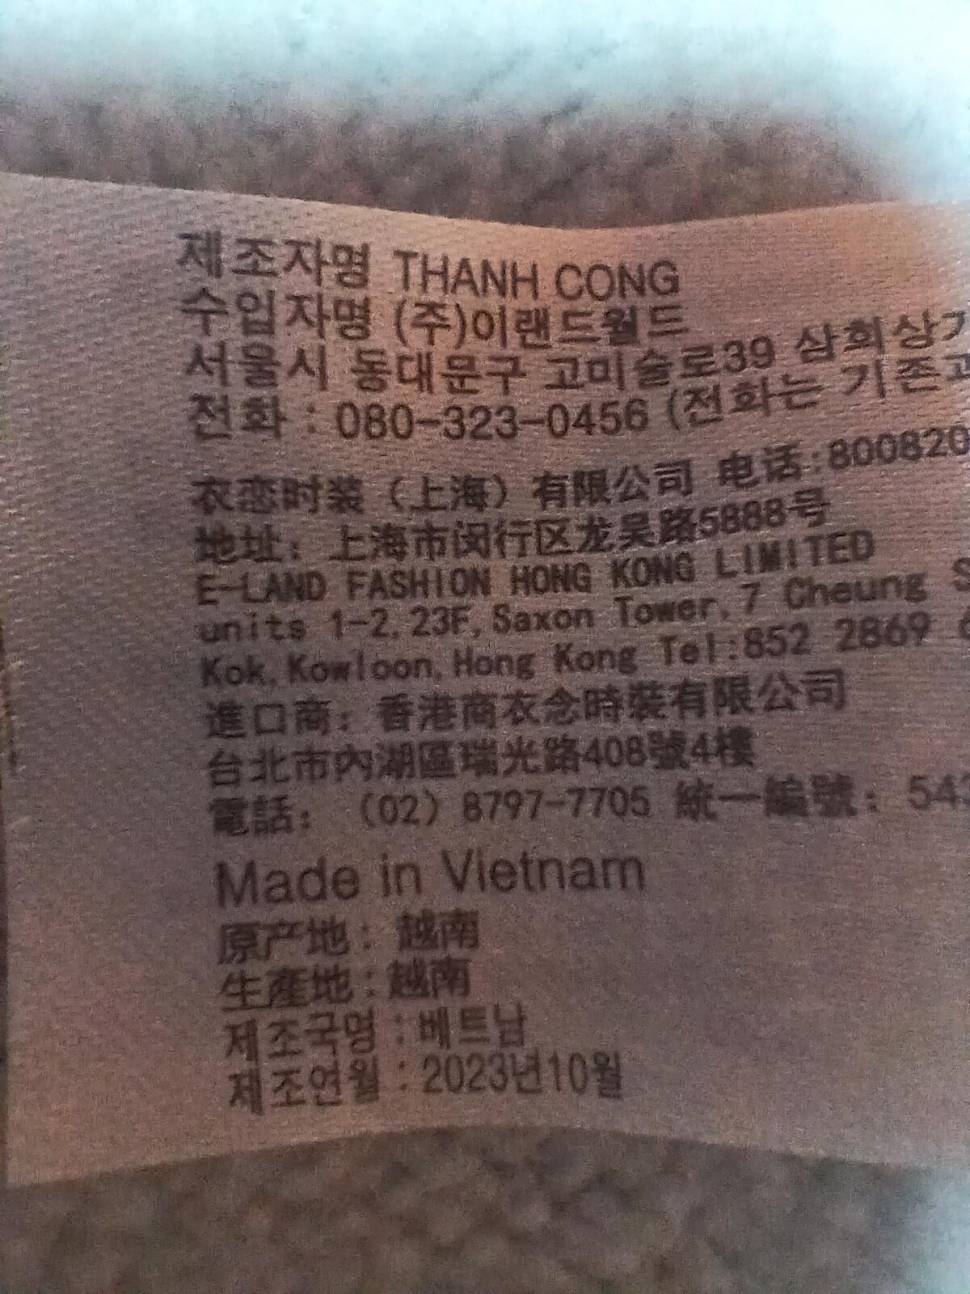 제조자명 THANH CONG
수입자명 (주)이랜드월드
서울시 동대문구 고미술로39 삼희상가
전화 : 080-323-0456 (전화는 기존과
衣恋时装（上海）有限公司 电话:800820
地址：上海市闵行区龙吴路5888号
E-LAND FASHION HONG KONG LIMITED
units 1-2, 23F, Saxon Tower, 7 Cheung S
Kok, Kowloon, Hong Kong Tel:852 2869 6
進口商：香港商衣念時裝有限公司
台北市內湖區瑞光路408號4樓
電話：（02）8797-7705 統一編號：543
Made in Vietnam
原产地：越南
生產地:越南
제조국명 : 베트남
제조연월 : 2023년10월